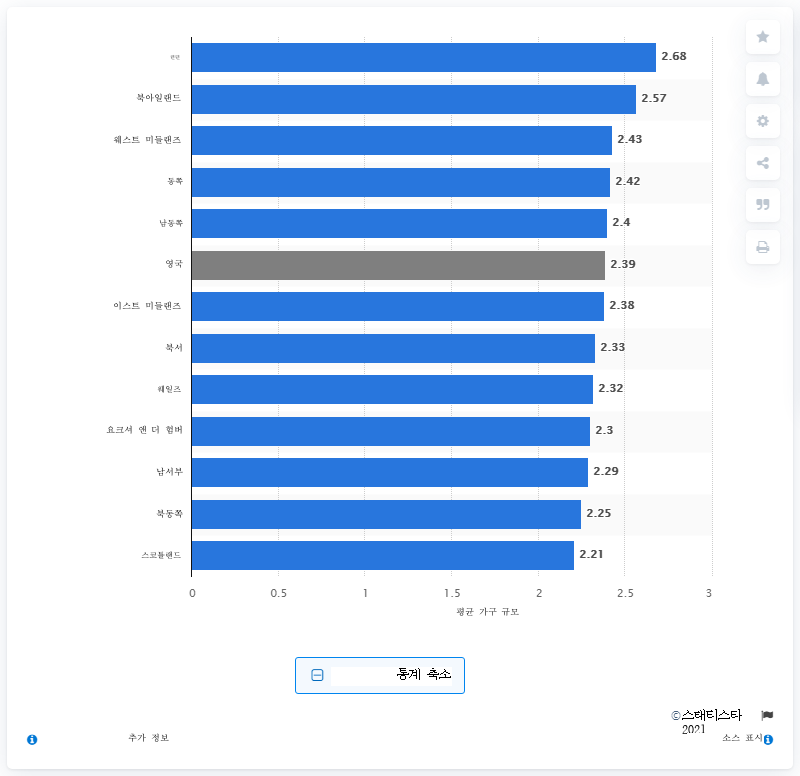 런던 2.68
북아일랜드 2.57
웨스트 미들랜즈 2.43
동쪽 2.42
남동쪽 2.4
영국 2.39
이스트 미들랜즈 2.38
북서 2.33
웨일즈 2.32
요크셔 앤 더 험버 2.3
남서부 2.29
북동쪽 2.25
스코틀랜드 2.21
0 0.5 1 1.5 2 2.5 3
평균 가구 규모
통계 축소
©스태티스타
2021
추가 정보
소스 표시